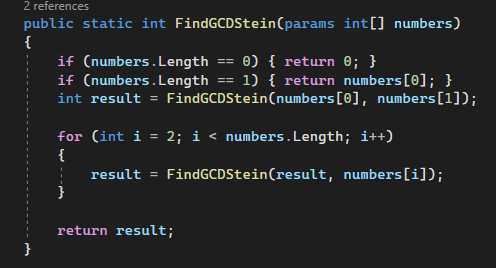 2 references
public static int FindGCDStein(params int[] numbers)
{
    if (numbers.Length == 0) { return 0; }
    if (numbers.Length == 1) { return numbers[0]; }
    int result = FindGCDStein(numbers[0], numbers[1]);

    for (int i = 2; i < numbers.Length; i++)
    {
        result = FindGCDStein(result, numbers[i]);
    }

    return result;
}